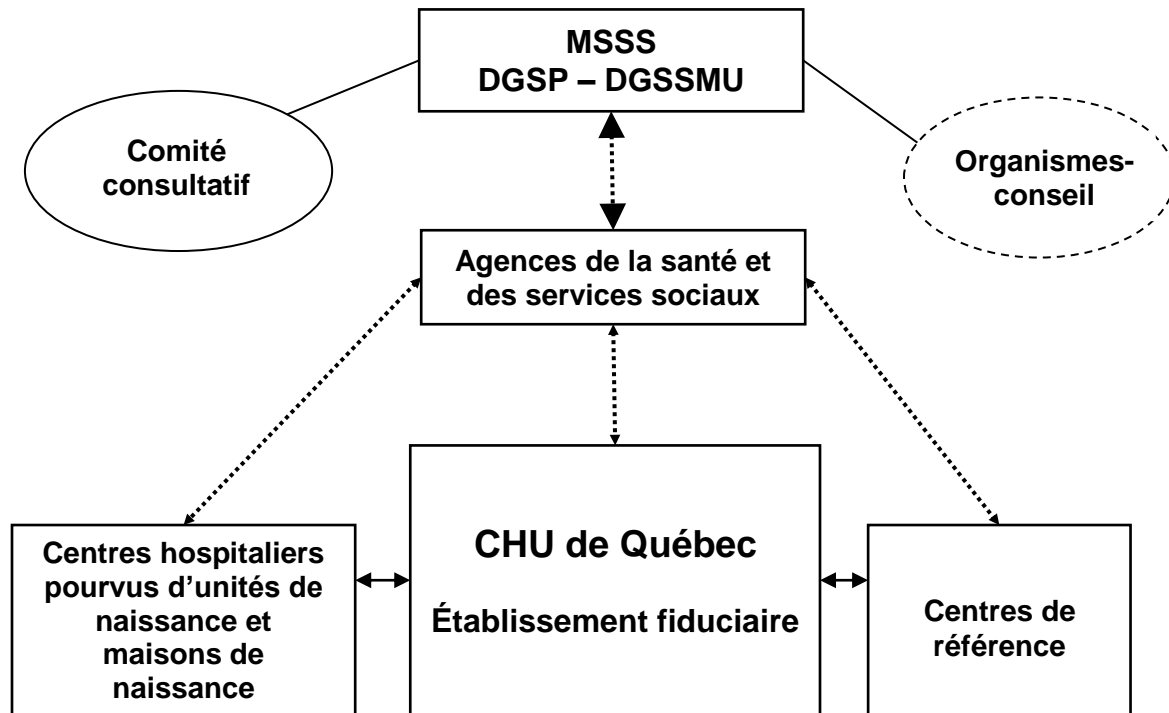 MSSS
DGSP – DGSSMU
Comité
consultatif
Organismes-
conseil
Agences de la santé et
des services sociaux
Centres hospitaliers
pourvus d’unités de
naissance et
maisons de
naissance
CHU de Québec
Établissement fiduciaire
Centres de
référence